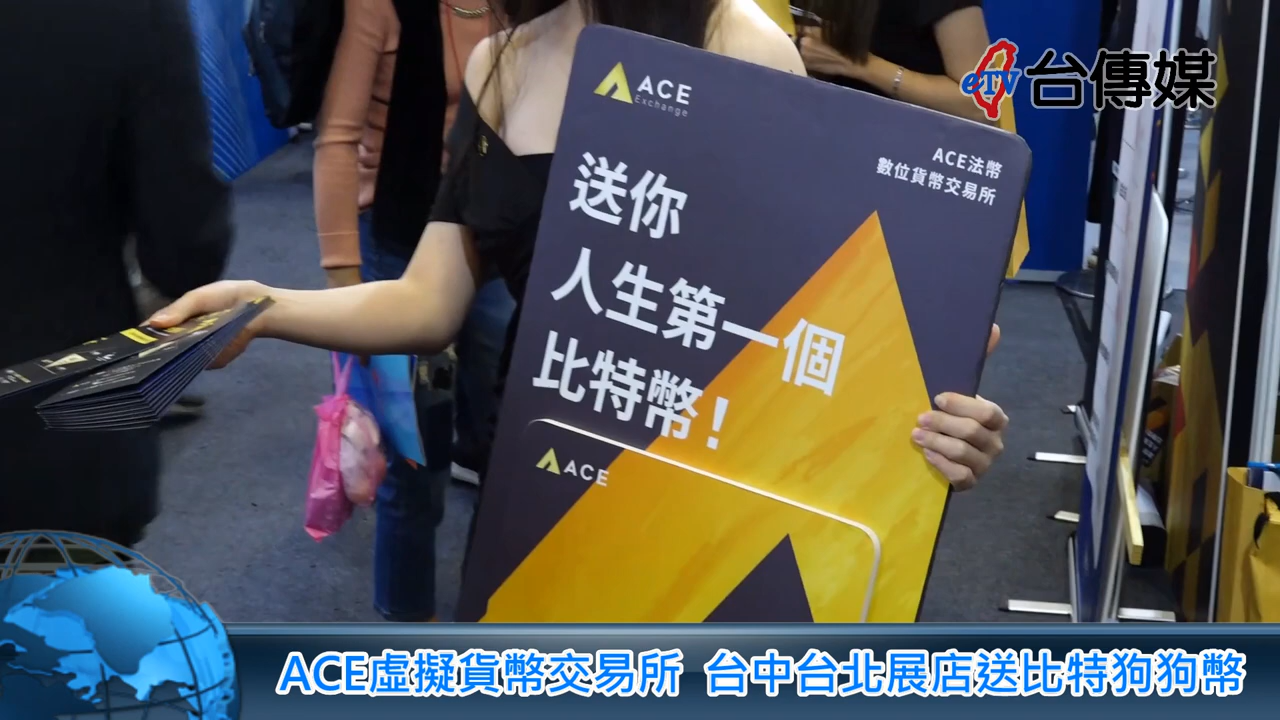 eTV 台傳媒
ACE
Exchange
ACE法幣
數位貨幣交易所
送你
人生第一個
比特幣！
ACE
ACE虛擬貨幣交易所 台中台北展店送比特狗狗幣